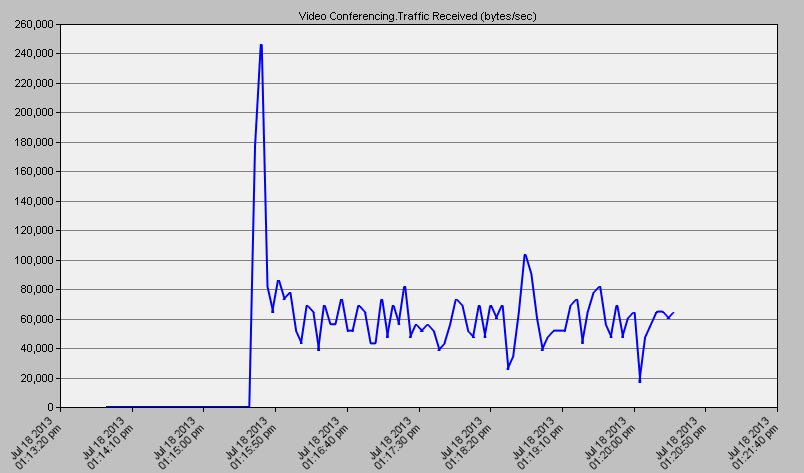 Video Conferencing.Traffic Received (bytes/sec)
260,000
240,000
220,000
200,000
180,000
160,000
140,000
120,000
100,000
80,000
60,000
40,000
20,000
0
Jul 18 2013
01:13:20 pm
Jul 18 2013
01:14:10 pm
Jul 18 2013
01:15:00 pm
Jul 18 2013
01:15:50 pm
Jul 18 2013
01:16:40 pm
Jul 18 2013
01:17:30 pm
Jul 18 2013
01:18:20 pm
Jul 18 2013
01:19:10 pm
Jul 18 2013
01:20:00 pm
Jul 18 2013
01:20:50 pm
Jul 18 2013
01:21:40 pm